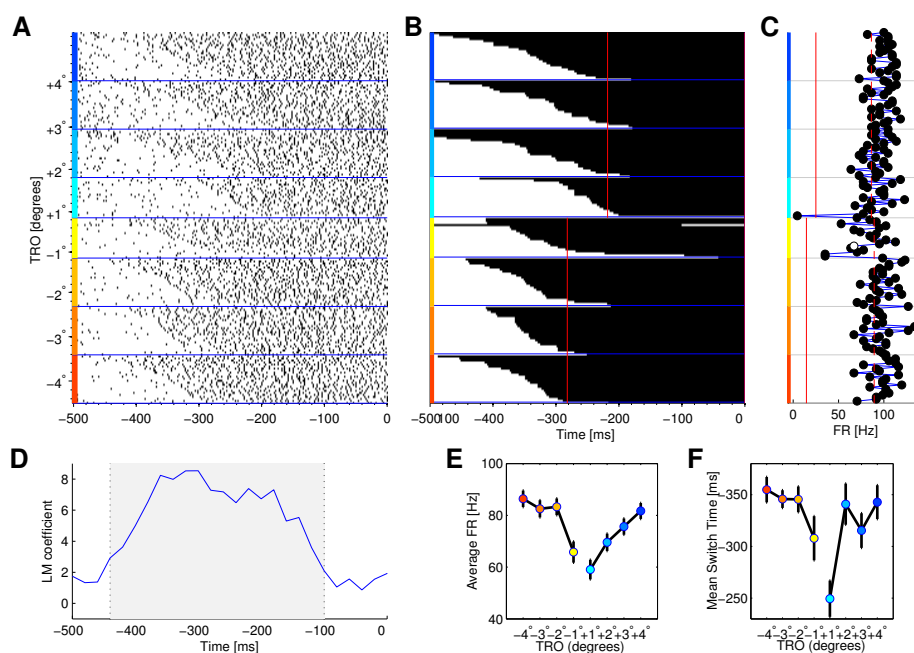 A
B
C
TRO [degrees]
+4°
+3°
+2°
+1°
−1°
−2°
−3°
−4°
−500 −400 −300 −200 −100 0
−500 −300 −200 −100 0
Time [ms]
0 50 100
FR [Hz]
D
E
F
LM coefficient
8
6
4
2
0
−500 −400 −300 −200 −100 0
Time [ms]
Average FR [Hz]
100
80
60
40
−4°−3°−2°−1°+1°+2°+3°+4°
TRO (degrees)
Mean Switch Time [ms]
−350
−300
−250
−4°−3°−2°−1°+1°+2°+3°+4°
TRO (degrees)